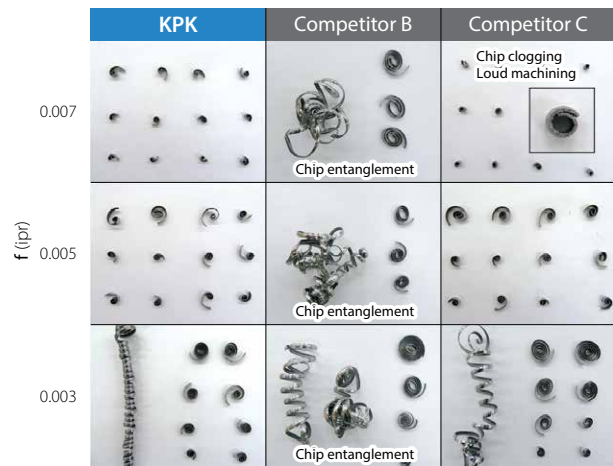 KPK
Competitor B
Competitor C
0.007
Chip entanglement
Chip clogging
Loud machining
f (ipr)
0.005
Chip entanglement
0.003
Chip entanglement